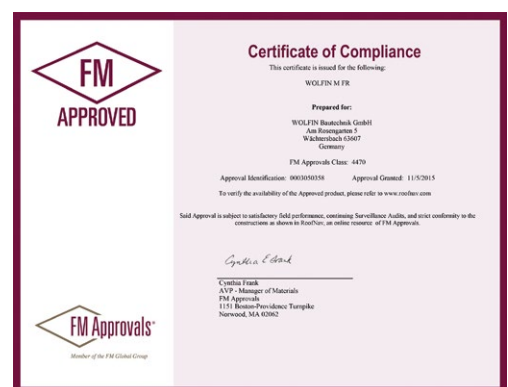 FM
APPROVED
Certificate of Compliance
This certificate is issued for the following:
WOLFIN M FR
Prepared for:
WOLFIN Bautechnik GmbH
Am Rosengarten 5
Wächtersbach 63607
Germany
FM Approvals Class: 4470
Approval Identification: 0003050358 Approval Granted: 11/5/2015
To verify the availability of the Approved product, please refer to www.roofnav.com
Said Approval is subject to satisfactory field performance, continuing Surveillance Audits, and strict conformity to the
constructions as shown in RoofNav, an online resource of FM Approvals.
Cynthia E Frank
Cynthia Frank
AVP - Manager of Materials
FM Approvals
1151 Boston-Providence Turnpike
Norwood, MA 02062
FM Approvals
Member of the FM Global Group